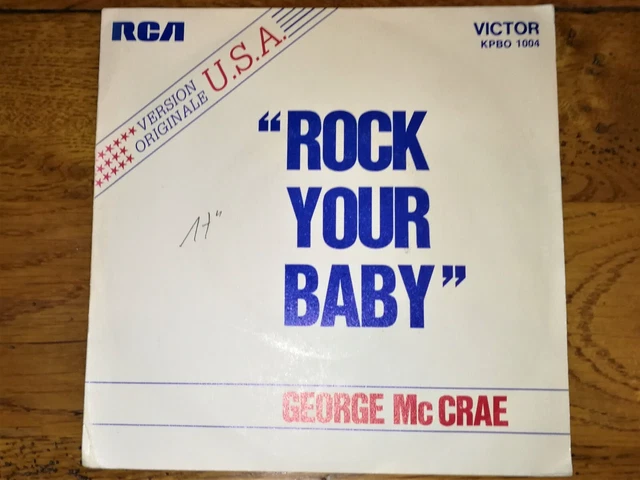 RCA
VICTOR
KPBO 1004
VERSION
ORIGINALE
U.S.A.
“ROCK
YOUR
BABY”
GEORGE Mc CRAE